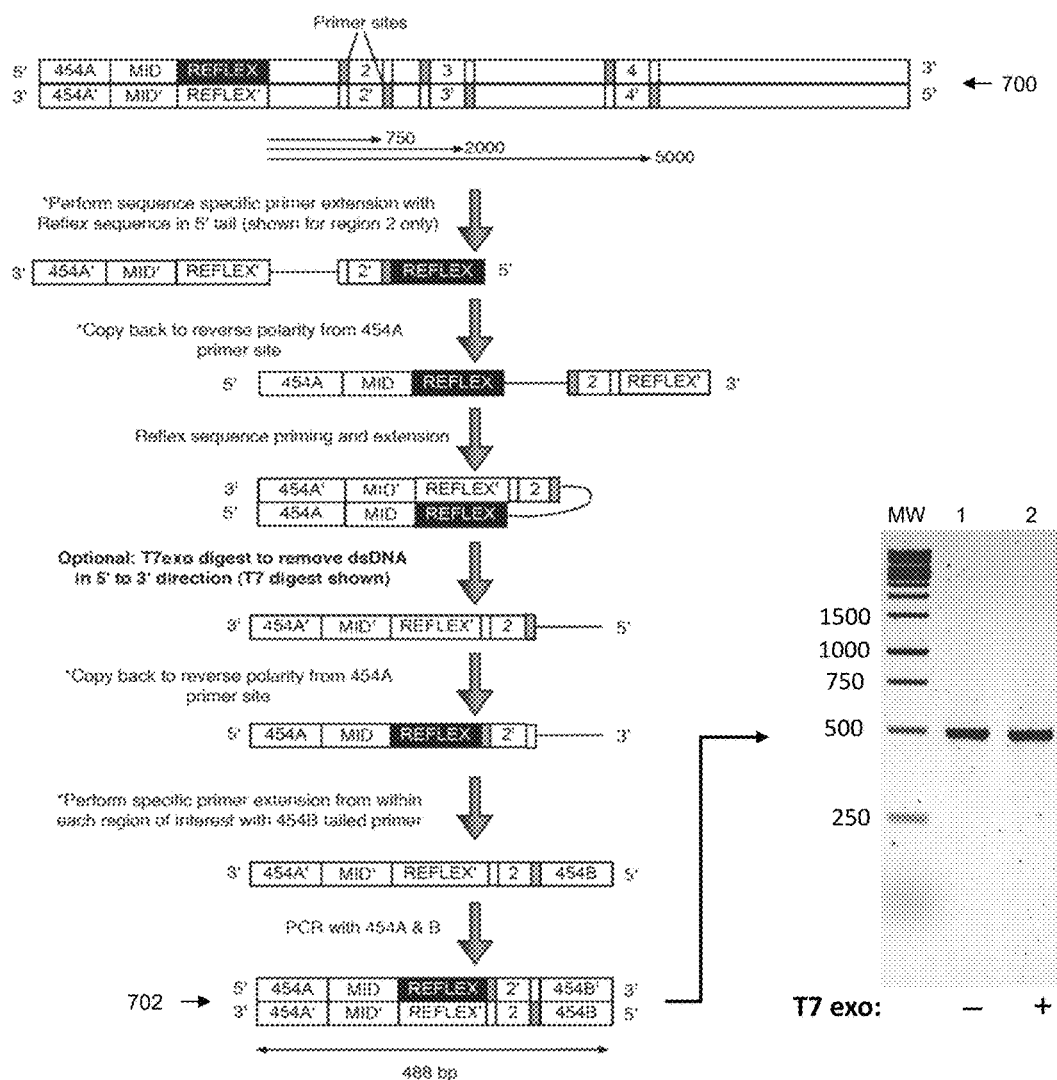 Primer sites
5' 454A MID REFLEX 2 3 4 3'
3' 454A' MID' REFLEX' 2' 3' 4' 5'
700
750
2000
5000
*Perform sequence specific primer extension with
Reflex sequence in 5' tail (shown for region 2 only)
3' 454A' MID' REFLEX' 2' REFLEX 5'
*Copy back to reverse polarity from 454A
primer site
5' 454A MID REFLEX 2 REFLEX' 3'
Reflex sequence priming and extension
3' 454A' MID' REFLEX' 2
5' 454A MID REFLEX
Optional: T7exo digest to remove dsDNA
in 5' to 3' direction (T7 digest shown)
3' 454A' MID' REFLEX' 2 5'
*Copy back to reverse polarity from 454A
primer site
5' 454A MID REFLEX 2' 3'
*Perform specific primer extension from within
each region of interest with 454B tailed primer
3' 454A' MID' REFLEX' 2 454B 5'
PCR with 454A & B
702
5' 454A MID REFLEX 2' 454B' 3'
3' 454A' MID' REFLEX' 2 454B 5'
488 bp
MW 1 2
1500
1000
750
500
250
T7 exo: – +